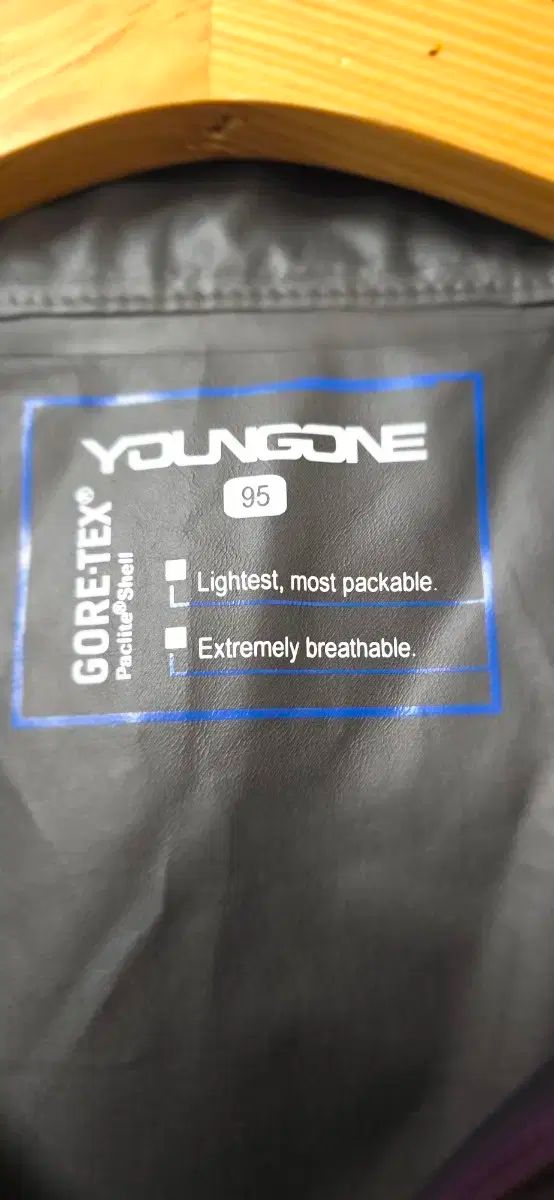 YOUNGONE
95
GORE-TEX®
Paclite®Shell
Lightest, most packable.
Extremely breathable.